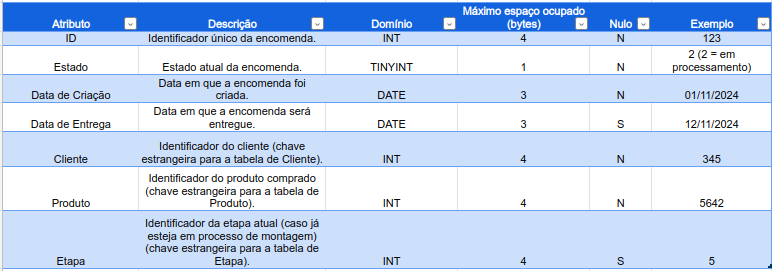 Atributo Descrição Domínio Máximo espaço ocupado (bytes) Nulo Exemplo
ID Identificador único da encomenda. INT 4 N 123
Estado Estado atual da encomenda. TINYINT 1 N 2 (2 = em processamento)
Data de Criação Data em que a encomenda foi criada. DATE 3 N 01/11/2024
Data de Entrega Data em que a encomenda será entregue. DATE 3 S 12/11/2024
Cliente Identificador do cliente (chave estrangeira para a tabela de Cliente). INT 4 N 345
Produto Identificador do produto comprado (chave estrangeira para a tabela de Produto). INT 4 N 5642
Etapa Identificador da etapa atual (caso já esteja em processo de montagem) (chave estrangeira para a tabela de Etapa). INT 4 S 5